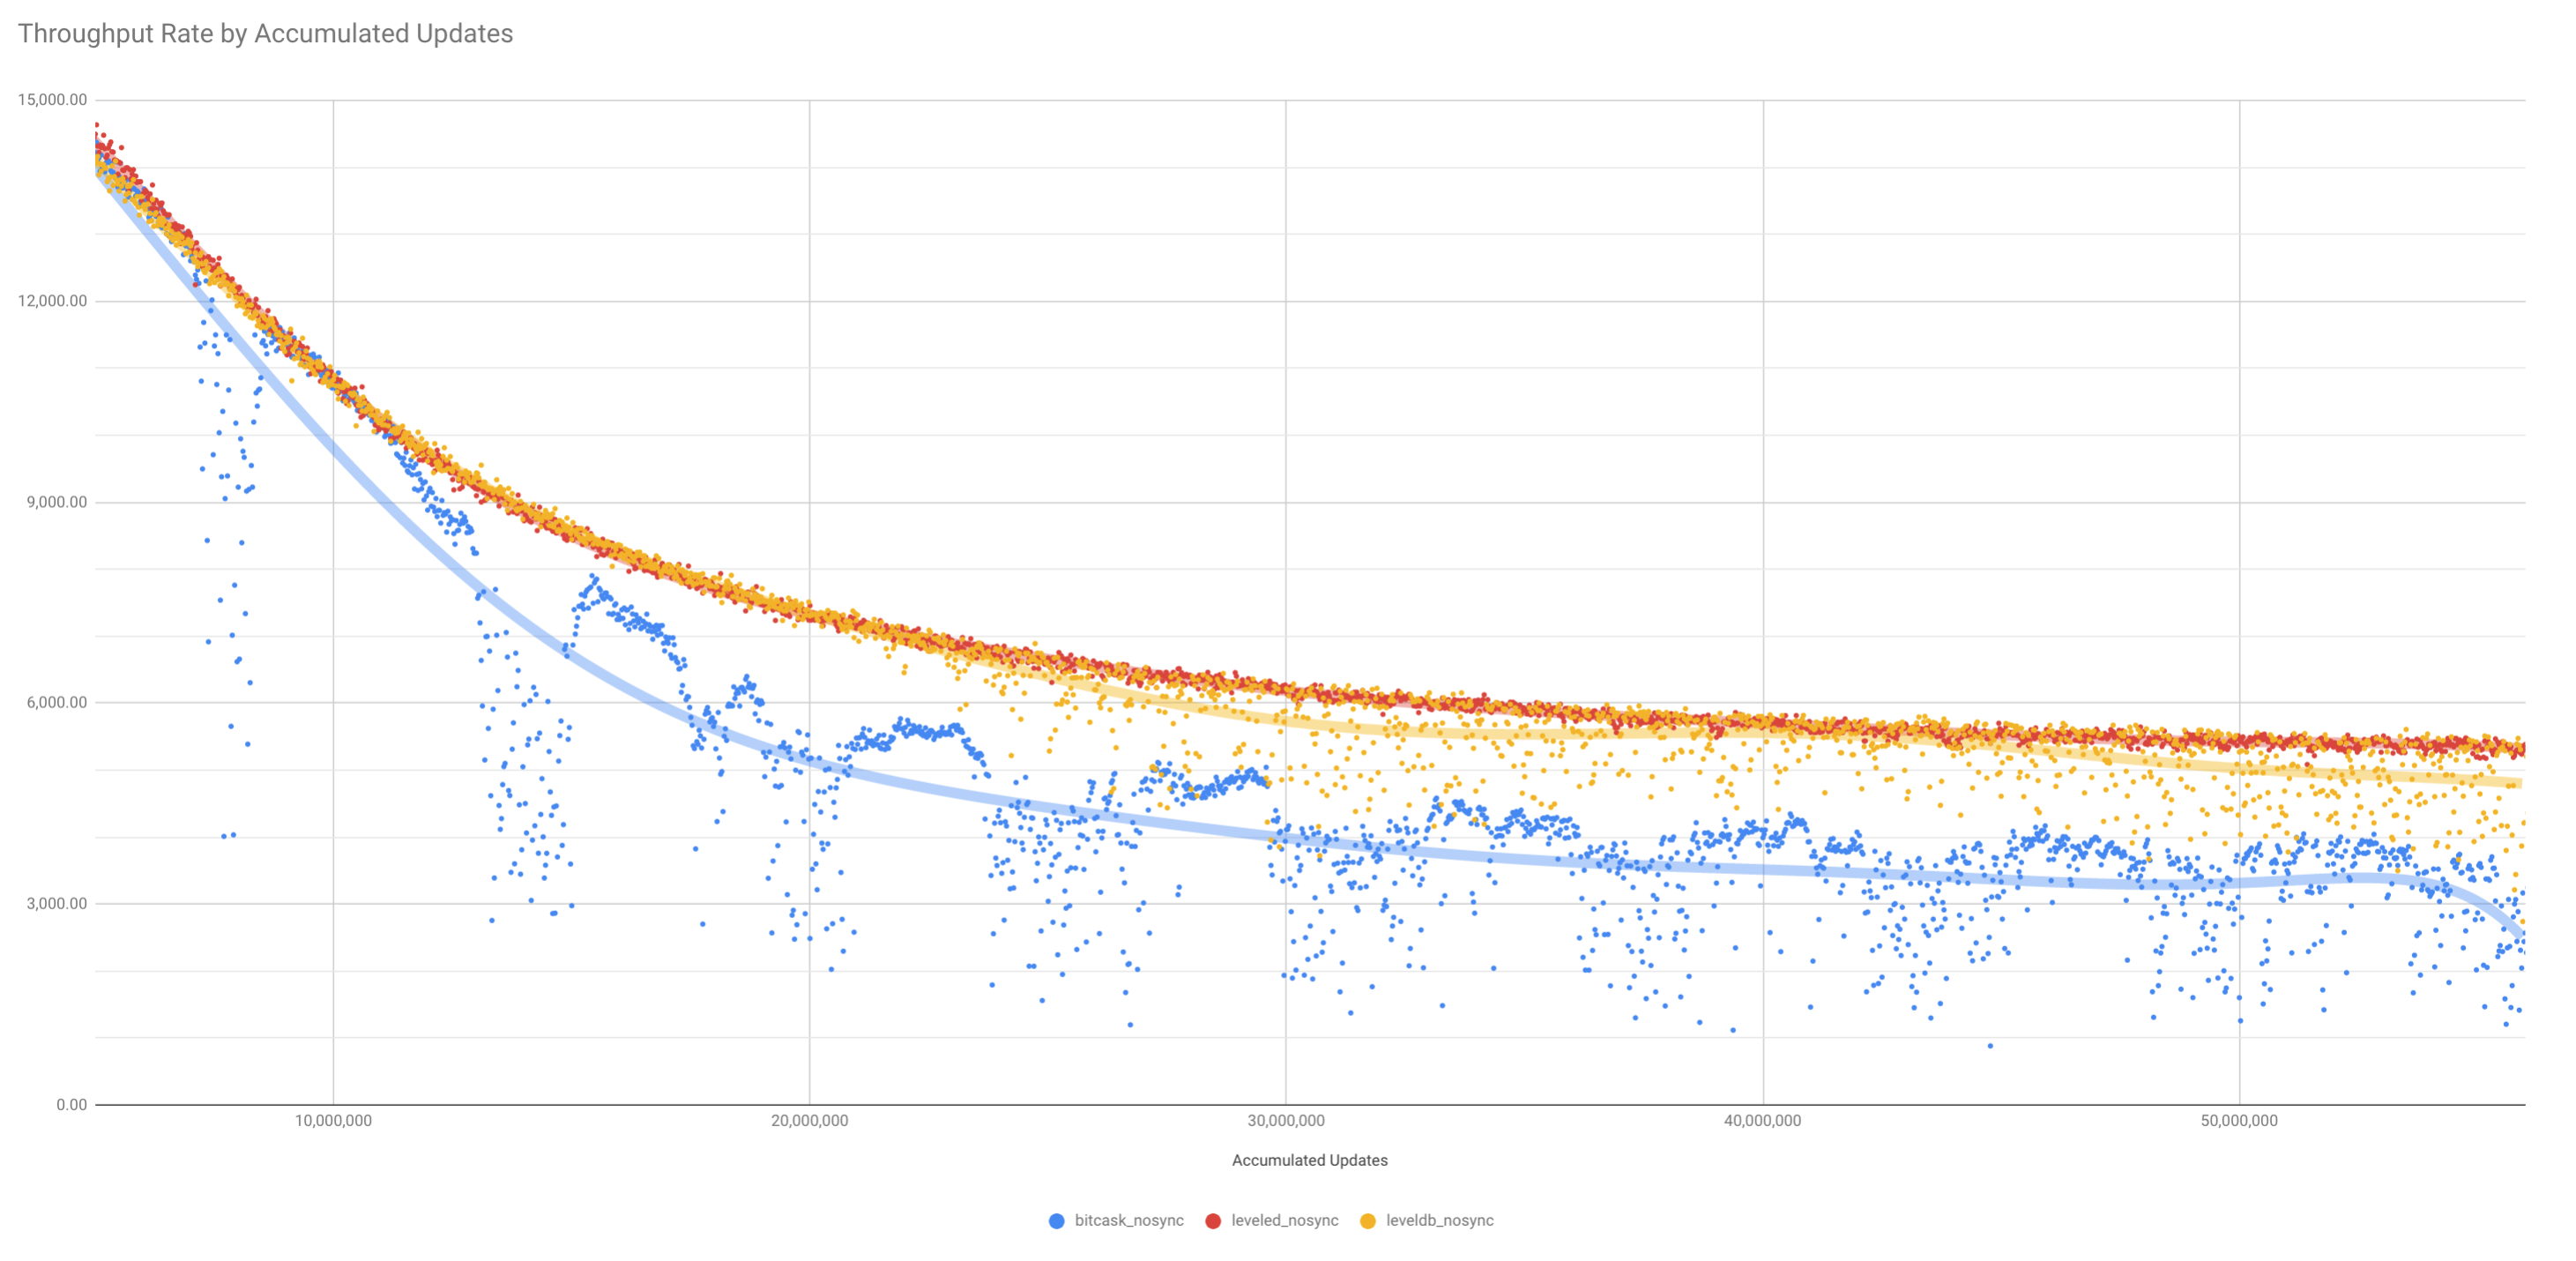 Throughput Rate by Accumulated Updates
15,000.00
12,000.00
9,000.00
6,000.00
3,000.00
0.00
10,000,000 20,000,000 30,000,000 40,000,000 50,000,000
Accumulated Updates
bitcask_nosync leveled_nosync leveldb_nosync